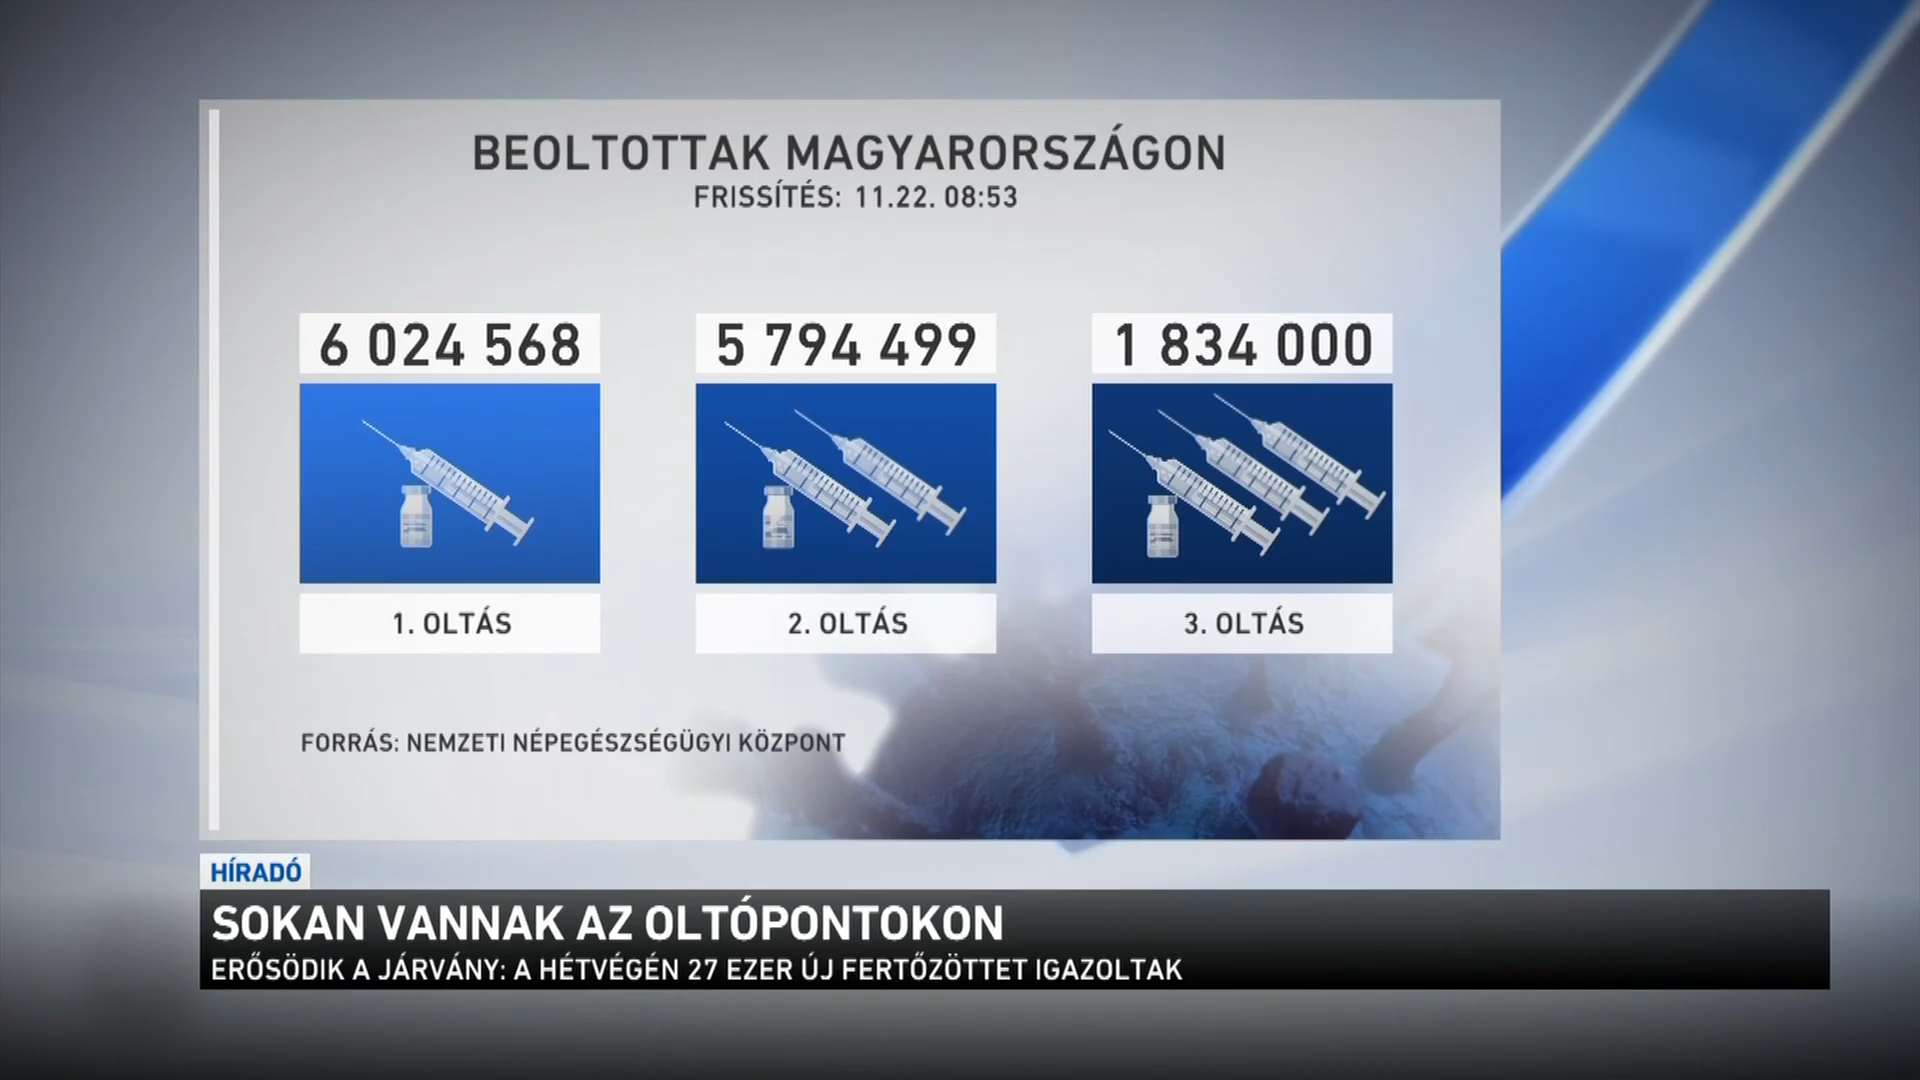 BEOLTOTTAK MAGYARORSZÁGON
FRISSÍTÉS: 11.22. 08:53
6 024 568
5 794 499
1 834 000
1. OLTÁS
2. OLTÁS
3. OLTÁS
FORRÁS: NEMZETI NÉPEGÉSZSÉGÜGYI KÖZPONT
HÍRADÓ
SOKAN VANNAK AZ OLTÓPONTOKON
ERŐSÖDIK A JÁRVÁNY: A HÉTVÉGÉN 27 EZER ÚJ FERTŐZÖTTET IGAZOLTAK